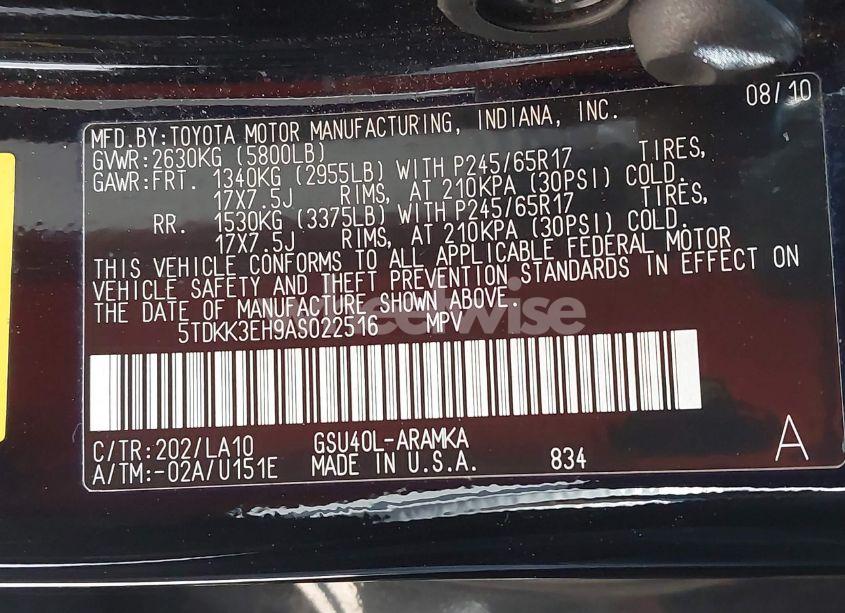 08/10
MFD.BY:TOYOTA MOTOR MANUFACTURING, INDIANA, INC.
GVWR:2630KG (5800LB)
GAWR:FRT. 1340KG (2955LB) WITH P245/65R17 TIRES,
17X7.5J RIMS, AT 210KPA (30PSI) COLD.
RR. 1530KG (3375LB) WITH P245/65R17 TIRES,
17X7.5J RIMS, AT 210KPA (30PSI) COLD.
THIS VEHICLE CONFORMS TO ALL APPLICABLE FEDERAL MOTOR
VEHICLE SAFETY AND THEFT PREVENTION STANDARDS IN EFFECT ON
THE DATE OF MANUFACTURE SHOWN ABOVE.
5TDKK3EH9AS022516 MPV
C/TR:202/LA10 GSU40L-ARAMKA
A/TM:-02A/U151E MADE IN U.S.A. 834
A